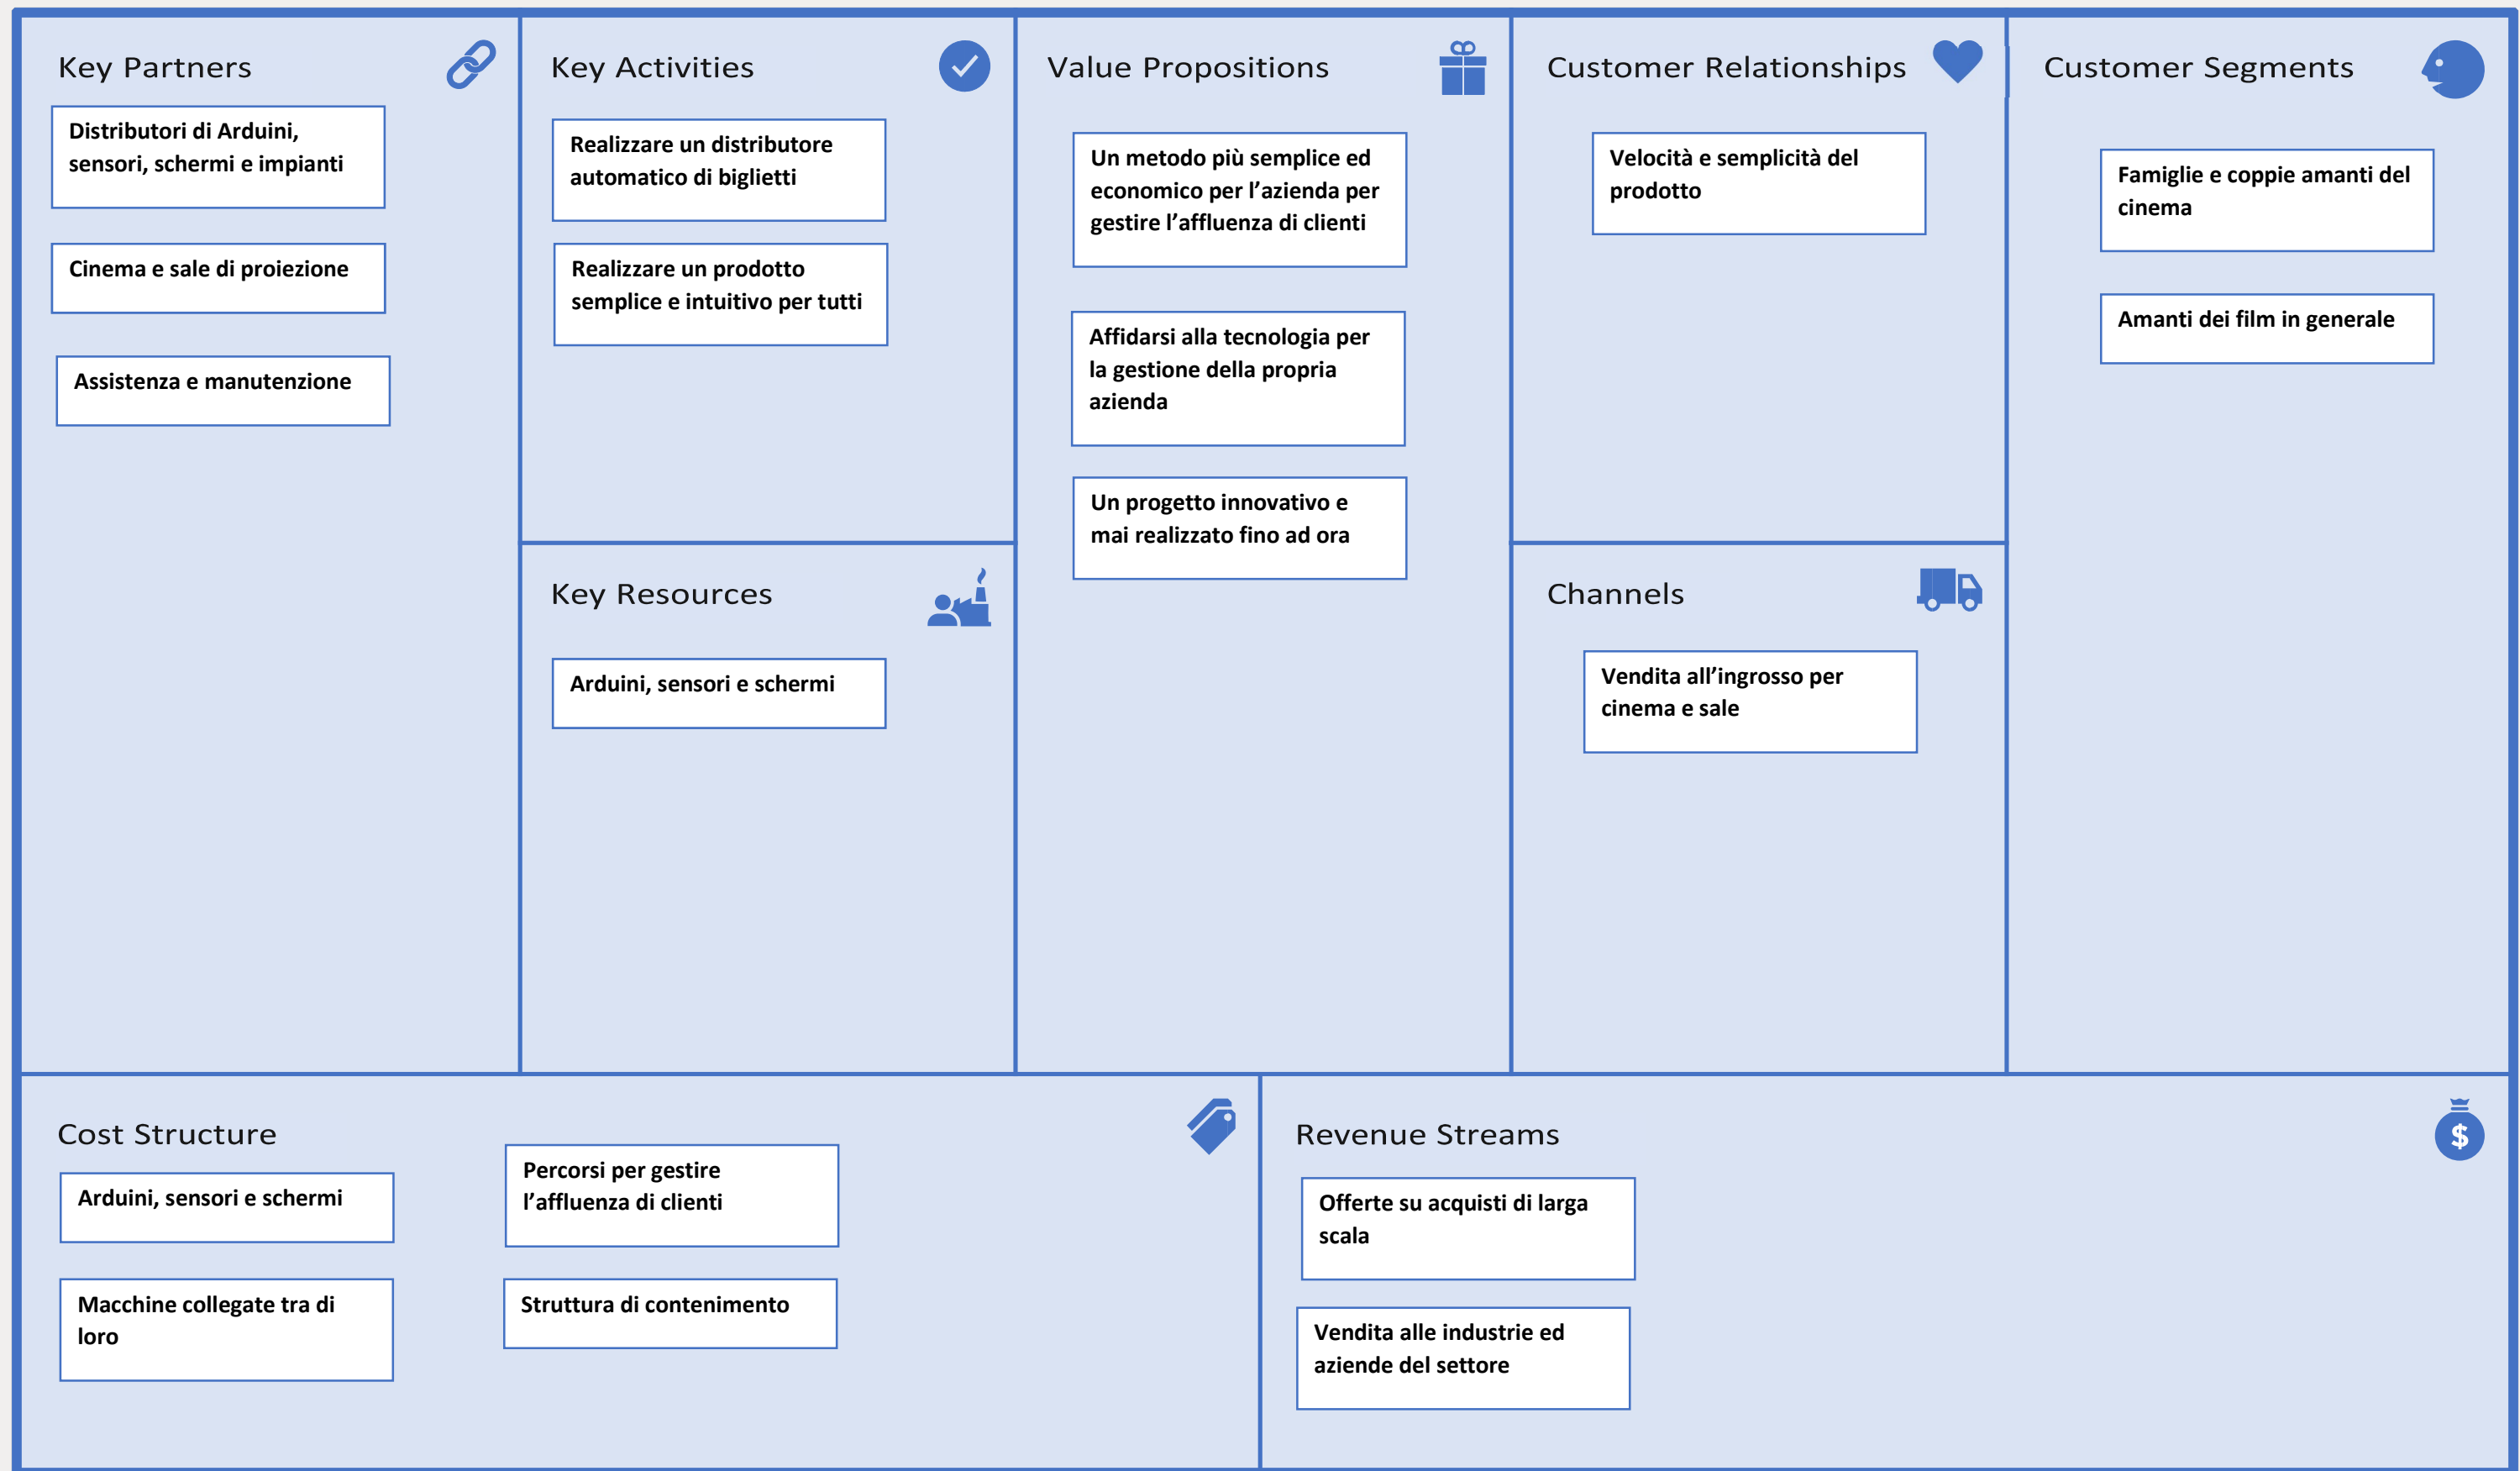 Key Partners
Distributori di Arduini,
sensori, schermi e impianti
Cinema e sale di proiezione
Assistenza e manutenzione
Key Activities
Realizzare un distributore
automatico di biglietti
Realizzare un prodotto
semplice e intuitivo per tutti
Key Resources
Arduini, sensori e schermi
Value Propositions
Un metodo più semplice ed
economico per l’azienda per
gestire l’affluenza di clienti
Affidarsi alla tecnologia per
la gestione della propria
azienda
Un progetto innovativo e
mai realizzato fino ad ora
Customer Relationships
Velocità e semplicità del
prodotto
Channels
Vendita all’ingrosso per
cinema e sale
Customer Segments
Famiglie e coppie amanti del
cinema
Amanti dei film in generale
Cost Structure
Arduini, sensori e schermi
Macchine collegate tra di
loro
Percorsi per gestire
l’affluenza di clienti
Struttura di contenimento
Revenue Streams
$
Offerte su acquisti di larga
scala
Vendita alle industrie ed
aziende del settore